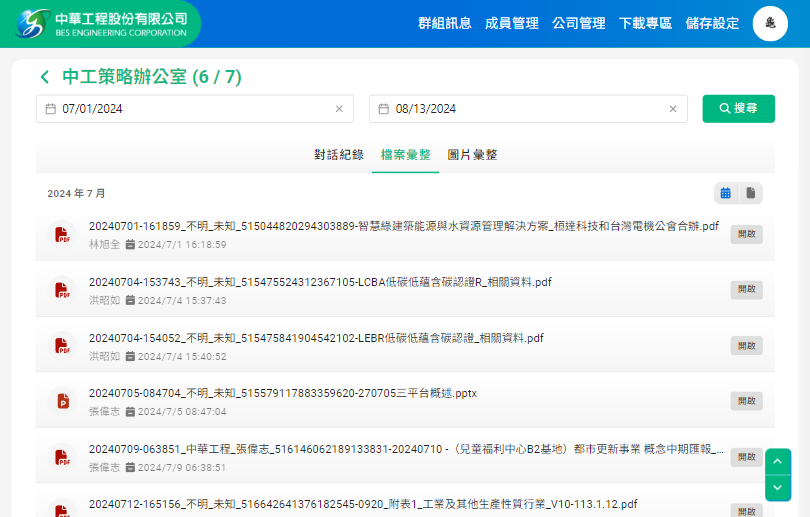 中華工程股份有限公司
BES ENGINEERING CORPORATION
群組訊息 成員管理 公司管理 下載專區 儲存設定
中工策略辦公室 (6 / 7)
07/01/2024
08/13/2024
搜尋
對話紀錄 檔案彙整 圖片彙整
2024 年 7 月
20240701-161859_不明_未知_515044820294303889-智慧綠建築能源與水資源管理解決方案_桓達科技和台灣電機公會合辦.pdf
林旭全 2024/7/1 16:18:59
開啟
20240704-153743_不明_未知_515475524312367105-LCBA低碳低蘊含碳認證R_相關資料.pdf
洪昭如 2024/7/4 15:37:43
開啟
20240704-154052_不明_未知_515475841904542102-LEBR低碳低蘊含碳認證_相關資料.pdf
洪昭如 2024/7/4 15:40:52
開啟
20240705-084704_不明_未知_515579117883359620-270705三平台概述.pptx
張偉志 2024/7/5 08:47:04
開啟
20240709-063851_中華工程_張偉志_516146062189133831-20240710 -（兒童福利中心B2基地）都市更新事業 概念中期匯報_...
張偉志 2024/7/9 06:38:51
開啟
20240712-165156_不明_未知_516642641376182545-0920_附表1_工業及其他生產性質行業_V10-113.1.12.pdf
開啟